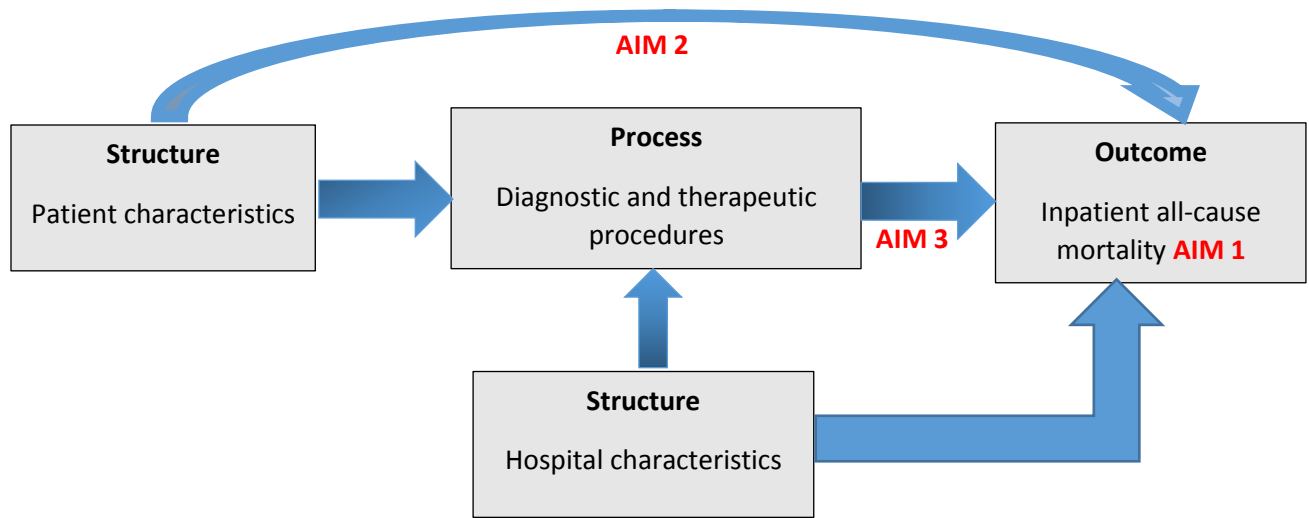 AIM 2
Structure
Patient characteristics
Process
Diagnostic and therapeutic
procedures
AIM 3
Outcome
Inpatient all-cause
mortality AIM 1
Structure
Hospital characteristics